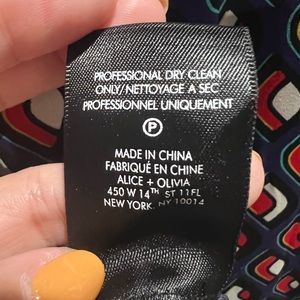 PROFESSIONAL DRY CLEAN
ONLY/ NETTOYAGE A SEC
PROFESSIONNEL UNIQUEMENT
P
MADE IN CHINA
FABRIQUÉ EN CHINE
ALICE + OLIVIA
450 W 14TH ST 11FL
NEW YORK, NY 10014